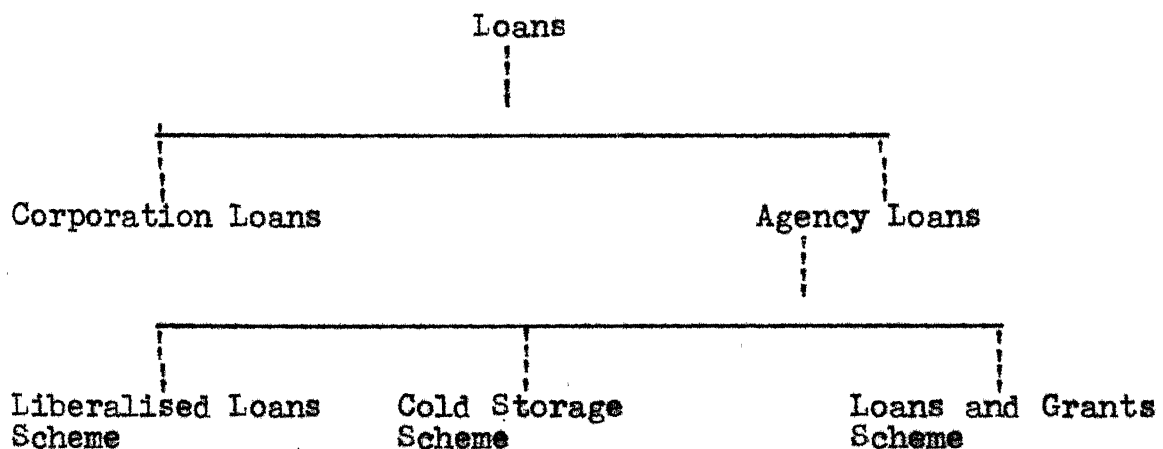 Loans
Corporation Loans Agency Loans
Liberalised Loans Scheme
Cold Storage Scheme
Loans and Grants Scheme